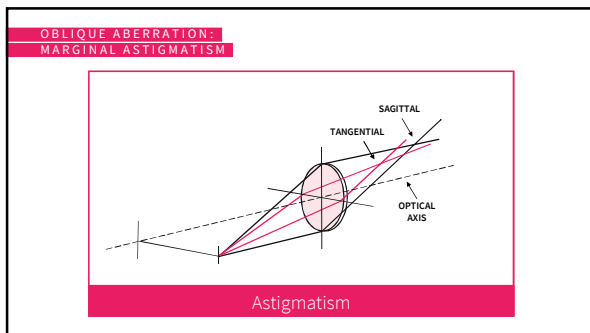 OBLIQUE ABERRATION:
MARGINAL ASTIGMATISM
SAGITTAL
TANGENTIAL
OPTICAL
AXIS
Astigmatism